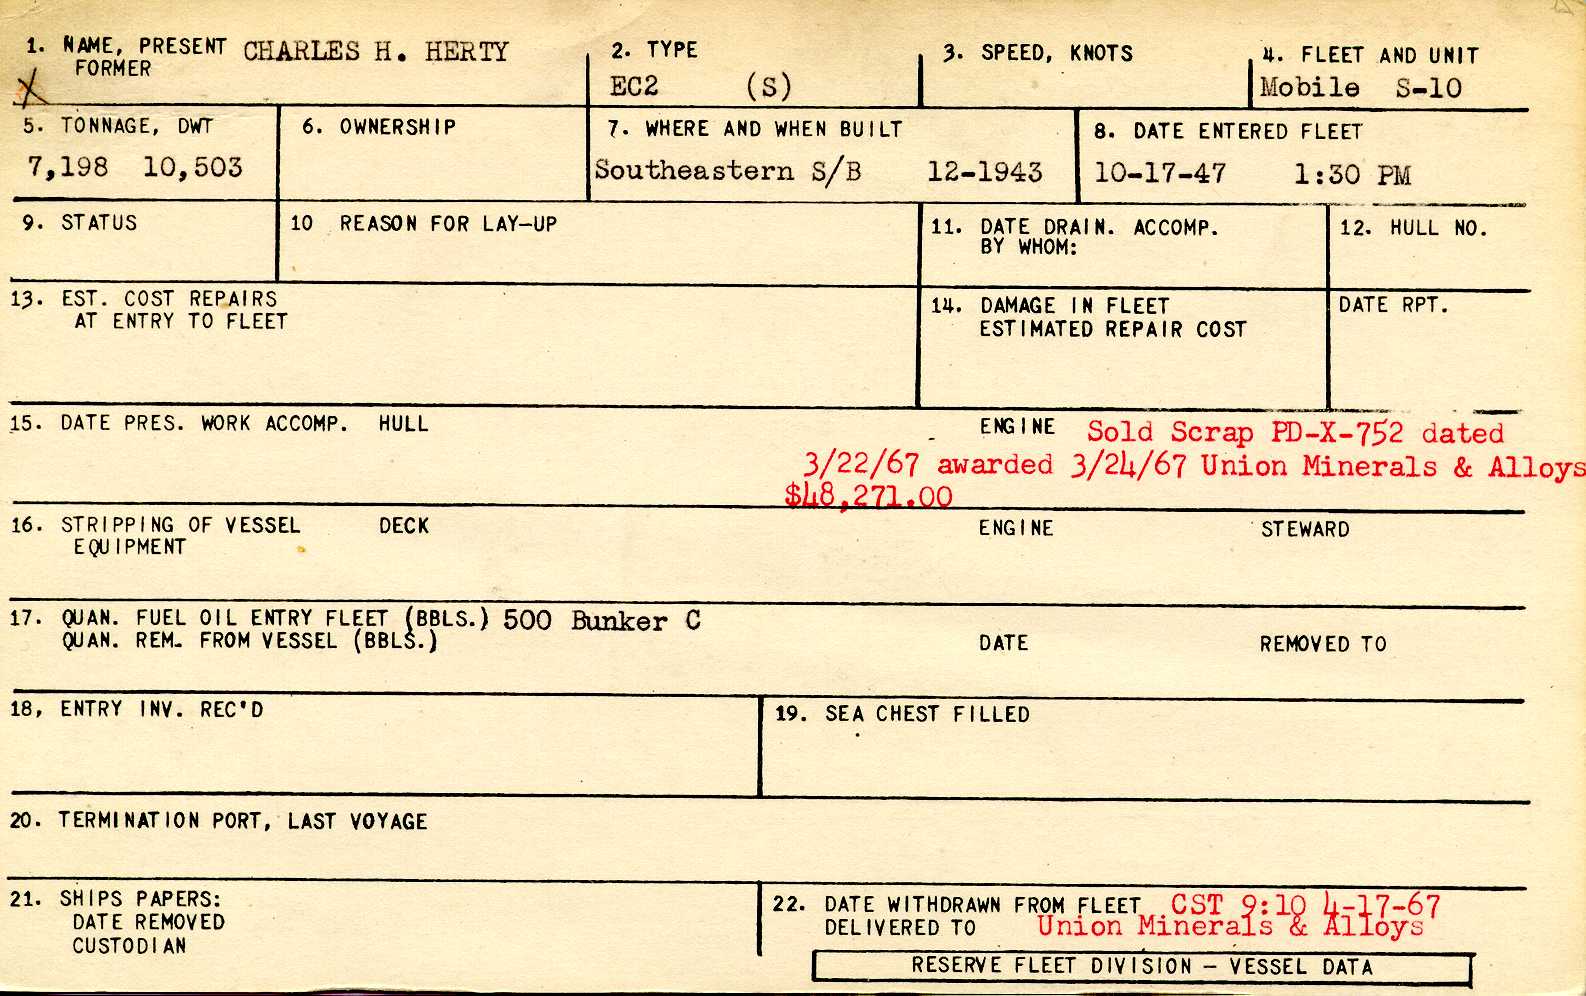 1. NAME, PRESENT CHARLES H. HERTY
FORMER
X
2. TYPE
EC2 (S)
3. SPEED, KNOTS
4. FLEET AND UNIT
Mobile S-10
5. TONNAGE, DWT
7,198 10,503
6. OWNERSHIP
7. WHERE AND WHEN BUILT
Southeastern S/B 12-1943
8. DATE ENTERED FLEET
10-17-47 1:30 PM
9. STATUS
10 REASON FOR LAY-UP
11. DATE DRAIN. ACCOMP.
BY WHOM:
12. HULL NO.
13. EST. COST REPAIRS
AT ENTRY TO FLEET
14. DAMAGE IN FLEET
ESTIMATED REPAIR COST
DATE RPT.
15. DATE PRES. WORK ACCOMP. HULL
ENGINE Sold Scrap PD-X-752 dated
3/22/67 awarded 3/24/67 Union Minerals & Alloys
$48,271.00
16. STRIPPING OF VESSEL DECK ENGINE STEWARD
EQUIPMENT
17. QUAN. FUEL OIL ENTRY FLEET (BBLS.) 500 Bunker C
QUAN. REM. FROM VESSEL (BBLS.) DATE REMOVED TO
18, ENTRY INV. REC'D
19. SEA CHEST FILLED
20. TERMINATION PORT, LAST VOYAGE
21. SHIPS PAPERS:
DATE REMOVED
CUSTODIAN
22. DATE WITHDRAWN FROM FLEET CST 9:10 4-17-67
DELIVERED TO Union Minerals & Alloys
RESERVE FLEET DIVISION - VESSEL DATA